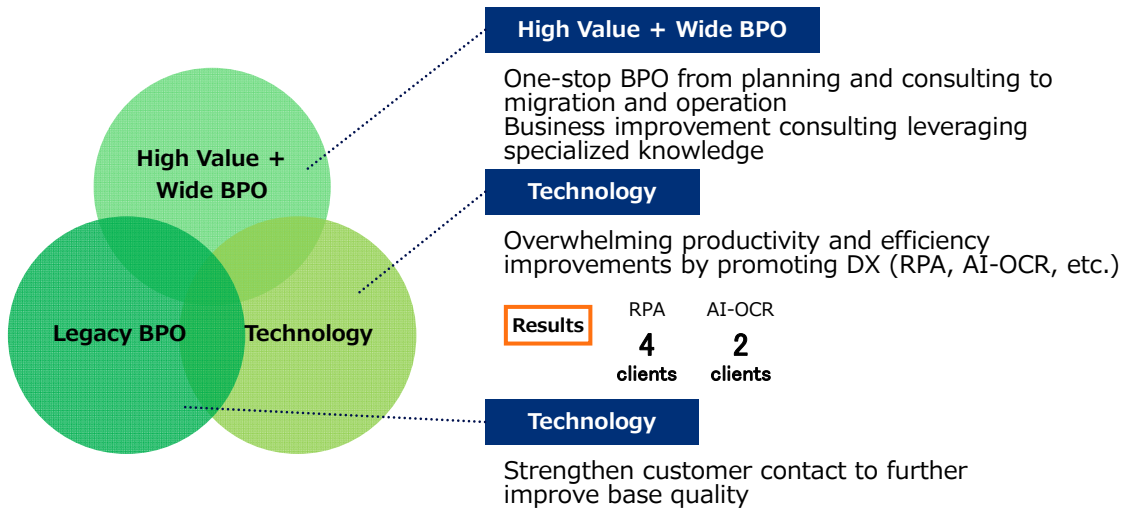 High Value + Wide BPO
One-stop BPO from planning and consulting to
migration and operation
Business improvement consulting leveraging
specialized knowledge
High Value +
Wide BPO
Technology
Overwhelming productivity and efficiency
improvements by promoting DX (RPA, AI-OCR, etc.)
Legacy BPO
Technology
Results
RPA
4
clients
AI-OCR
2
clients
Technology
Strengthen customer contact to further
improve base quality